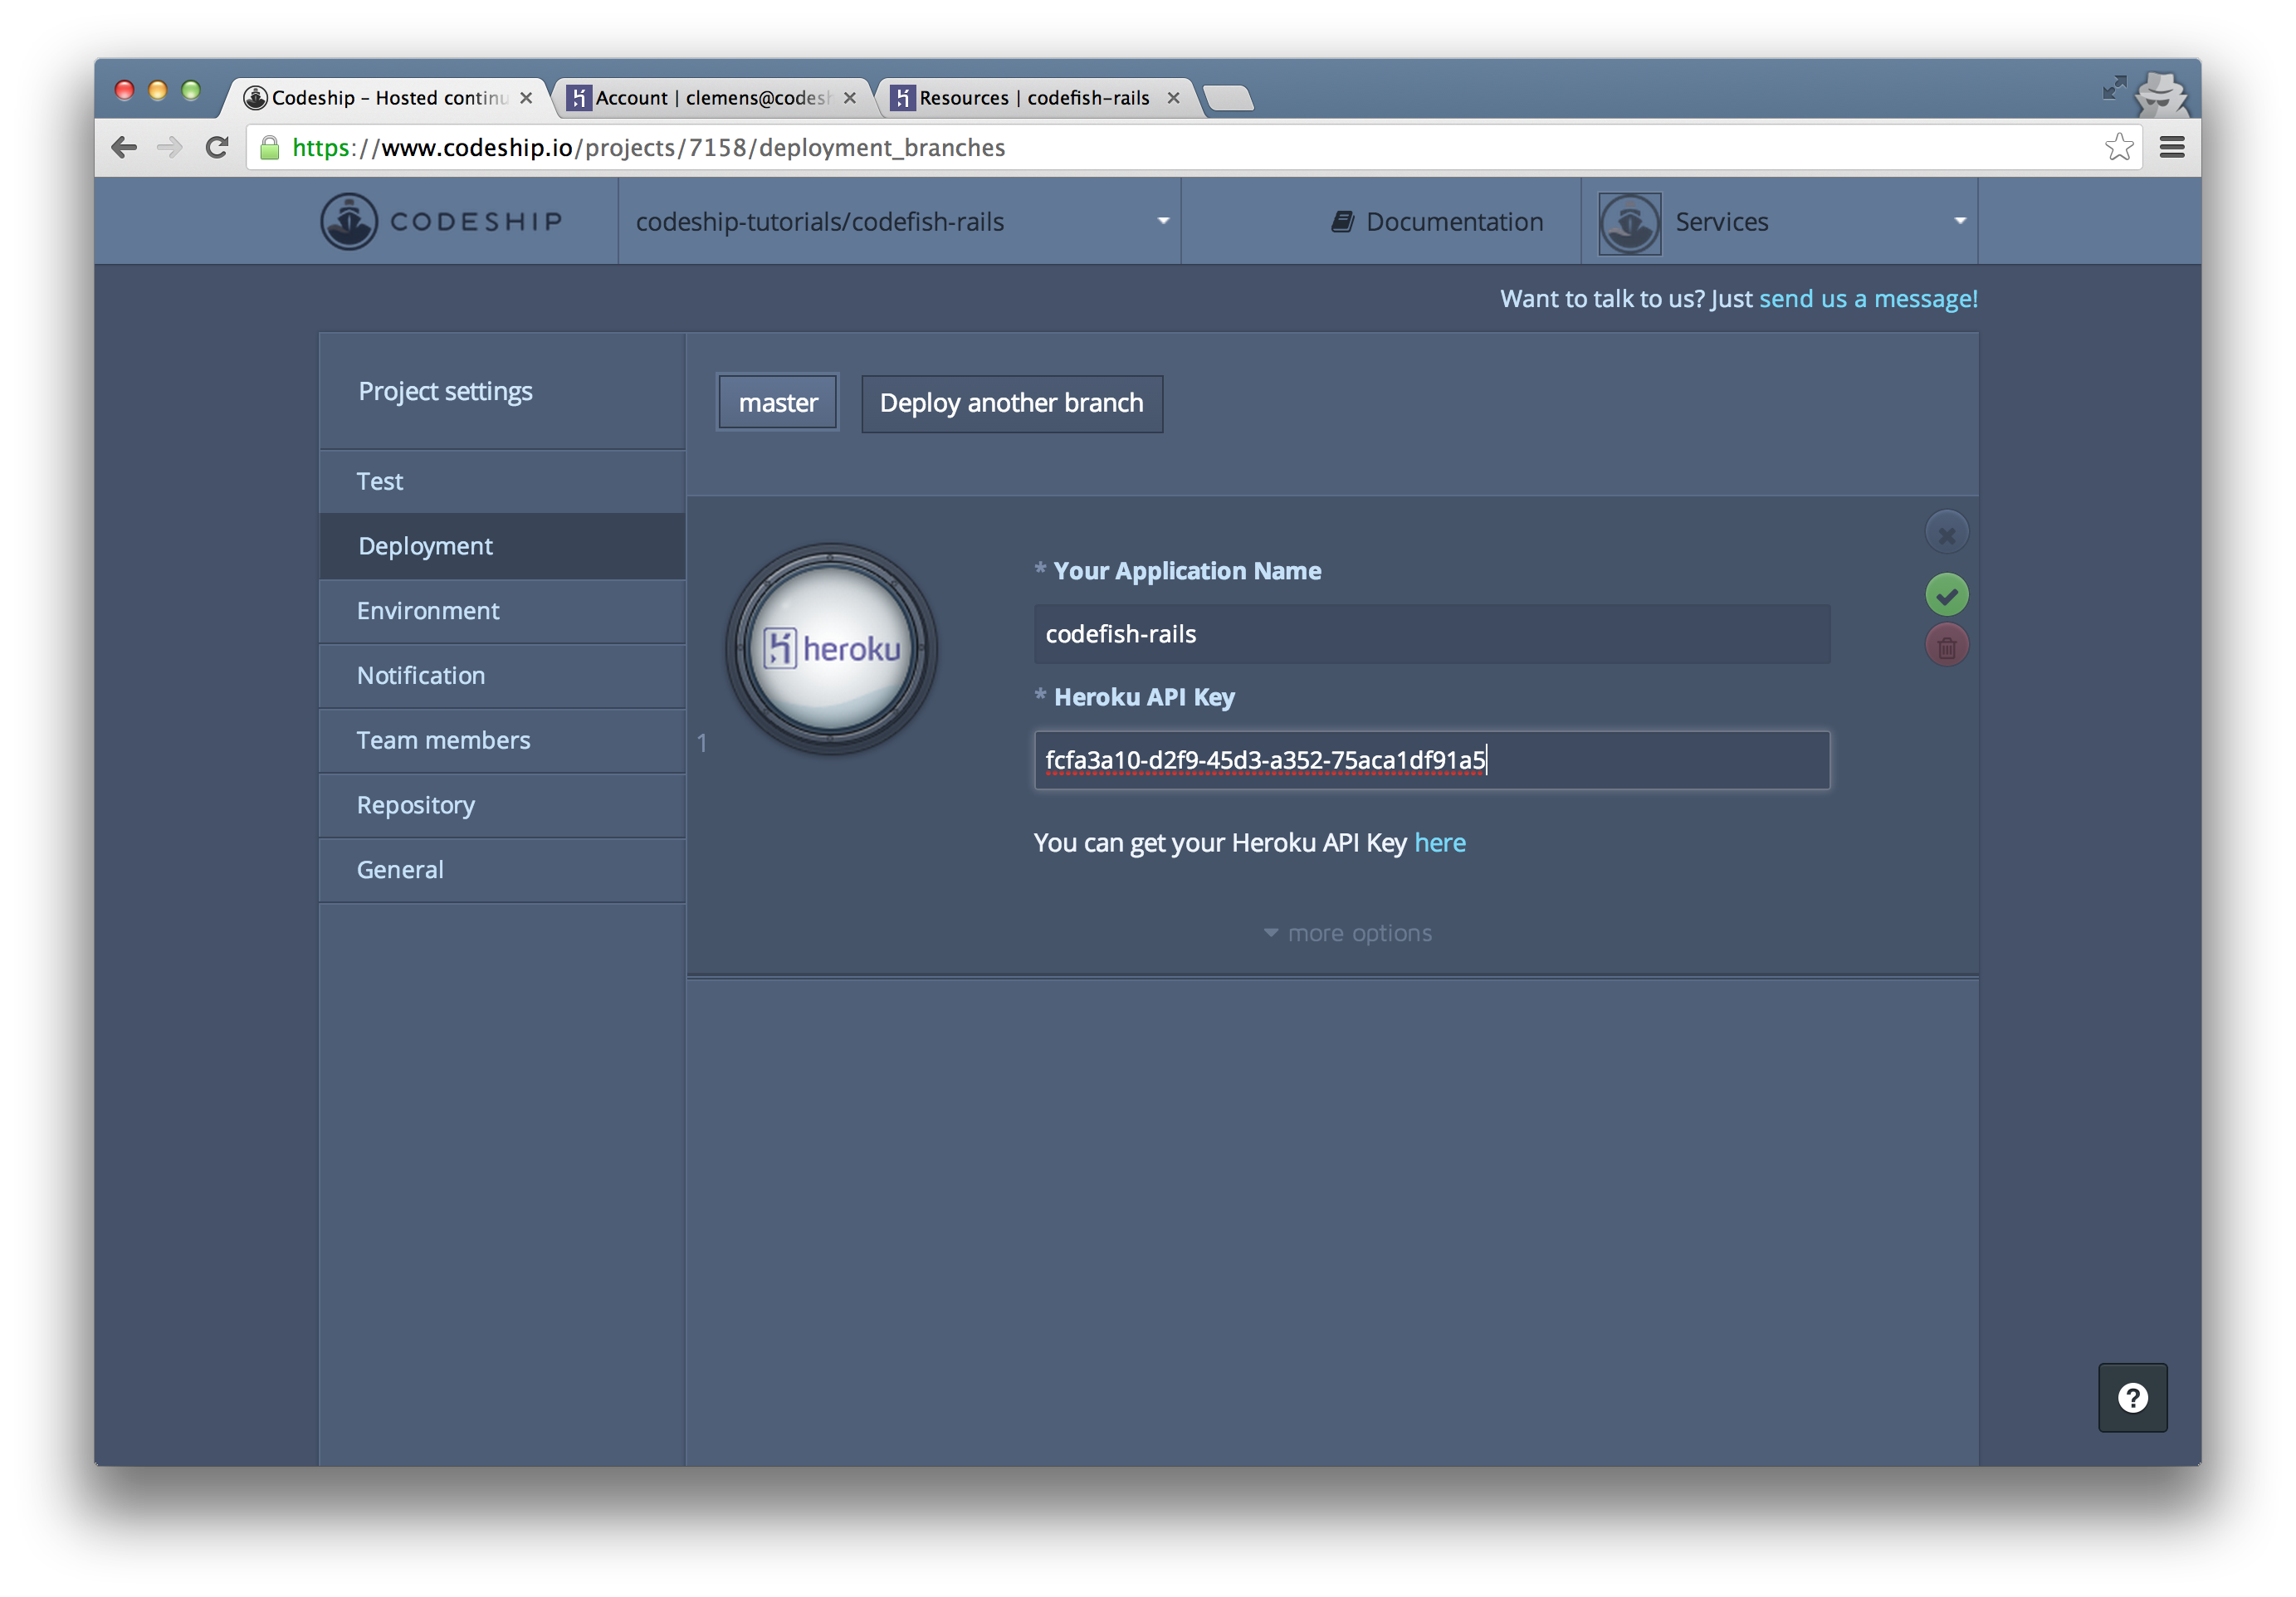 Codeship – Hosted continu
Account | clemens@codesh
Resources | codefish-rails
https://www.codeship.io/projects/7158/deployment_branches
CODESHIP
codeship-tutorials/codefish-rails
Documentation
Services
Want to talk to us? Just send us a message!
Project settings
Test
Deployment
Environment
Notification
Team members
Repository
General
master
Deploy another branch
1
heroku
* Your Application Name
codefish-rails
* Heroku API Key
fcfa3a10-d2f9-45d3-a352-75aca1df91a5
You can get your Heroku API Key here
more options
?